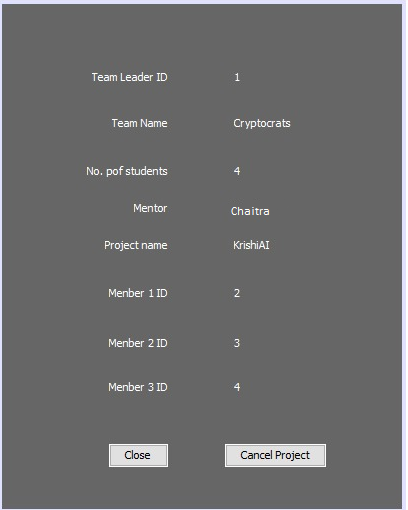 Team Leader ID 1
Team Name Cryptocrats
No. pof students 4
Mentor Chaitra
Project name KrishiAI
Menber 1 ID 2
Menber 2 ID 3
Menber 3 ID 4
Close Cancel Project